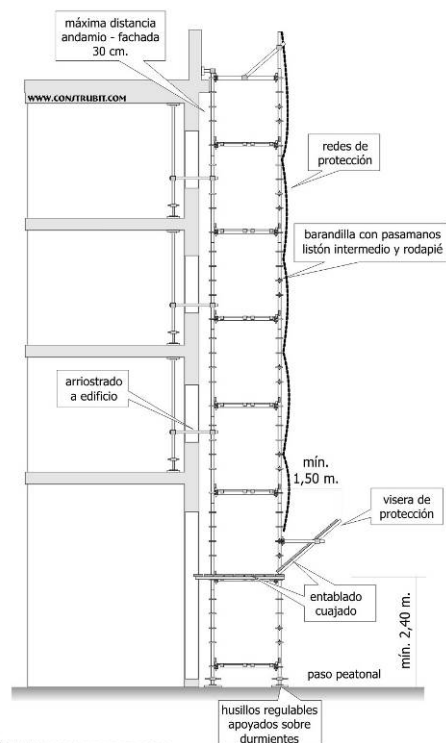 máxima distancia
andamio - fachada
30 cm.
WWW.CONSTRUBIT.COM
redes de
protección
barandilla con pasamanos
listón intermedio y rodapié
arriostrado
a edificio
mín.
1,50 m.
visera de
protección
entablado
cuajado
mín. 2,40 m.
paso peatonal
husillos regulables
apoyados sobre
durmientes